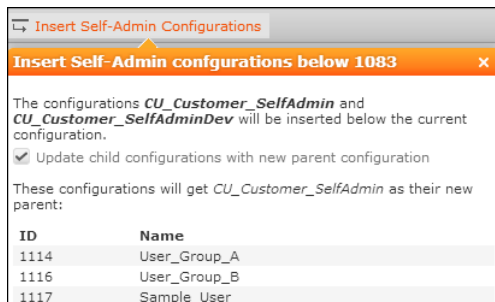 Insert Self-Admin Configurations
Insert Self-Admin confgurations below 1083 ×
The configurations CU_Customer_SelfAdmin and
CU_Customer_SelfAdminDev will be inserted below the current
configuration.
Update child configurations with new parent configuration
These configurations will get CU_Customer_SelfAdmin as their new
parent:
ID Name
1114 User_Group_A
1116 User_Group_B
1117 Sample_User